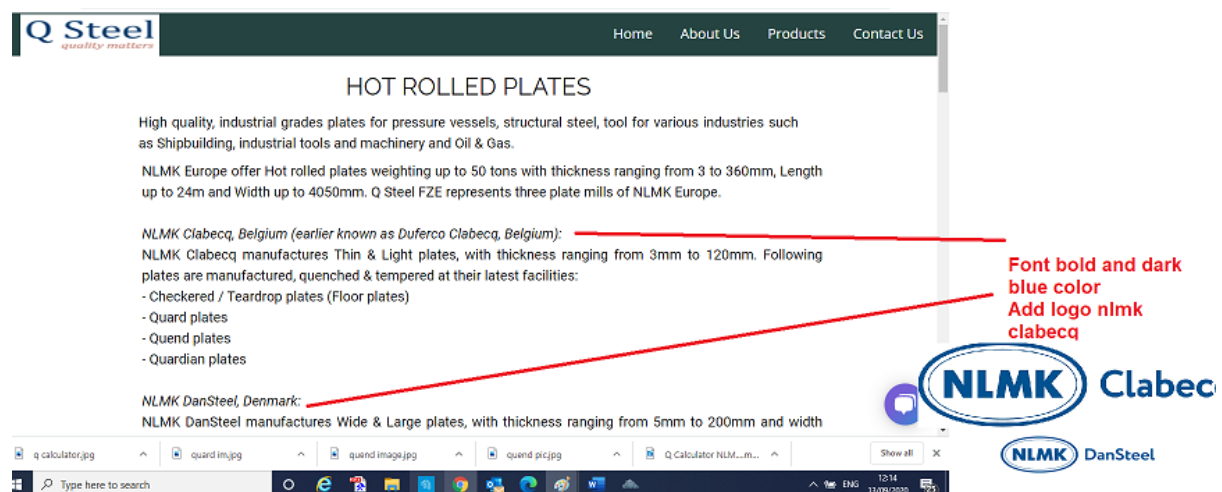 Q Steel
quality matters
Home About Us Products Contact Us
HOT ROLLED PLATES
High quality, industrial grades plates for pressure vessels, structural steel, tool for various industries such
as Shipbuilding, industrial tools and machinery and Oil & Gas.
NLMK Europe offer Hot rolled plates weighting up to 50 tons with thickness ranging from 3 to 360mm, Length
up to 24m and Width up to 4050mm. Q Steel FZE represents three plate mills of NLMK Europe.
NLMK Clabecq, Belgium (earlier known as Duferco Clabecq, Belgium):
NLMK Clabecq manufactures Thin & Light plates, with thickness ranging from 3mm to 120mm. Following
plates are manufactured, quenched & tempered at their latest facilities:
- Checkered / Teardrop plates (Floor plates)
- Quard plates
- Quend plates
- Quardian plates
NLMK DanSteel, Denmark:
NLMK DanSteel manufactures Wide & Large plates, with thickness ranging from 5mm to 200mm and width
Font bold and dark
blue color
Add logo nlmk
clabecq
NLMK Clabec
NLMK DanSteel
q calculator.jpg quard im.jpg quend image.jpg quend pic.jpg Q Calculator NLM....m... Show all
Type here to search ENG 12:14
13/09/2020